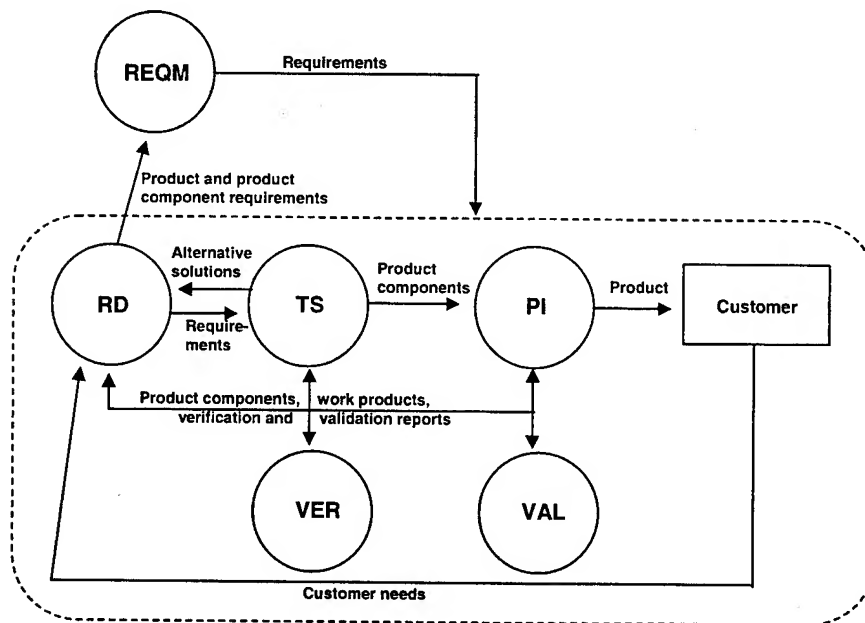 REQM
Requirements
Product and product
component requirements
Alternative
solutions
RD
TS
Product
components
PI
Product
Customer
Require-
ments
Product components, work products,
verification and validation reports
VER
VAL
Customer needs